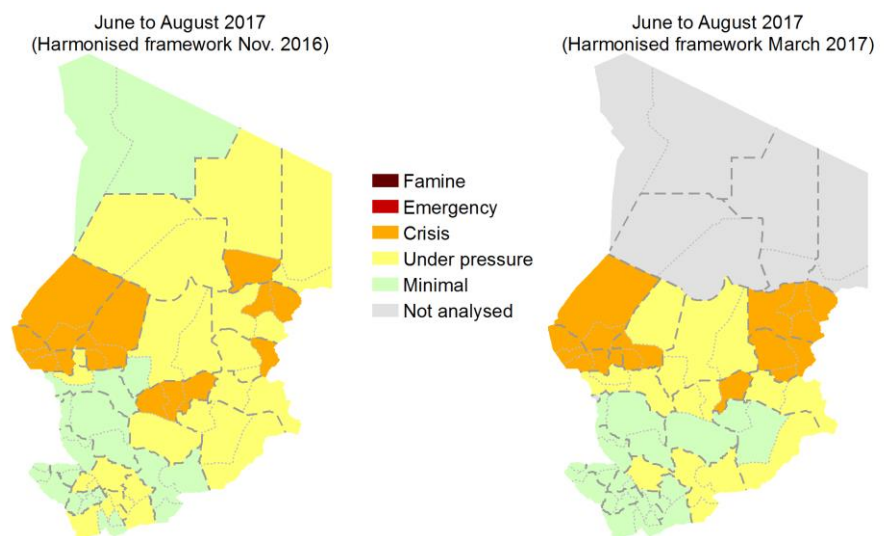 June to August 2017
(Harmonised framework Nov. 2016)
June to August 2017
(Harmonised framework March 2017)
Famine
Emergency
Crisis
Under pressure
Minimal
Not analysed